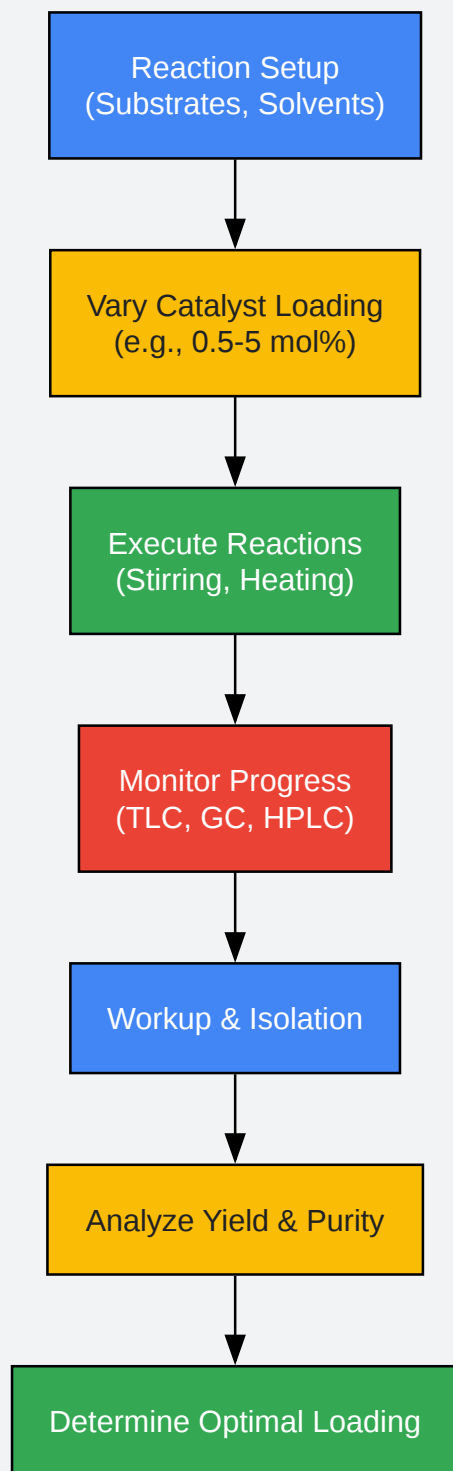 Reaction Setup
(Substrates, Solvents)
Vary Catalyst Loading
(e.g., 0.5-5 mol%)
Execute Reactions
(Stirring, Heating)
Monitor Progress
(TLC, GC, HPLC)
Workup & Isolation
Analyze Yield & Purity
Determine Optimal Loading